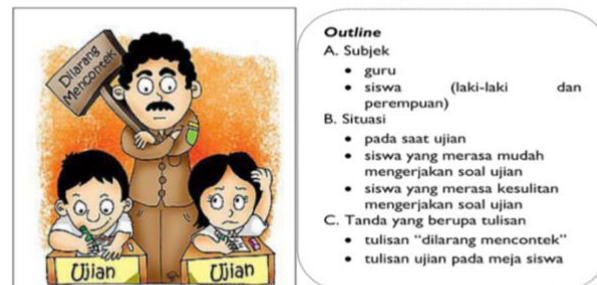 Dilarang
Mencontek
Ujian
Ujian
Outline
A. Subjek
• guru
• siswa (laki-laki dan
perempuan)
B. Situasi
• pada saat ujian
• siswa yang merasa mudah
mengerjakan soal ujian
• siswa yang merasa kesulitan
mengerjakan soal ujian
C. Tanda yang berupa tulisan
• tulisan "dilarang mencontek"
• tulisan ujian pada meja siswa